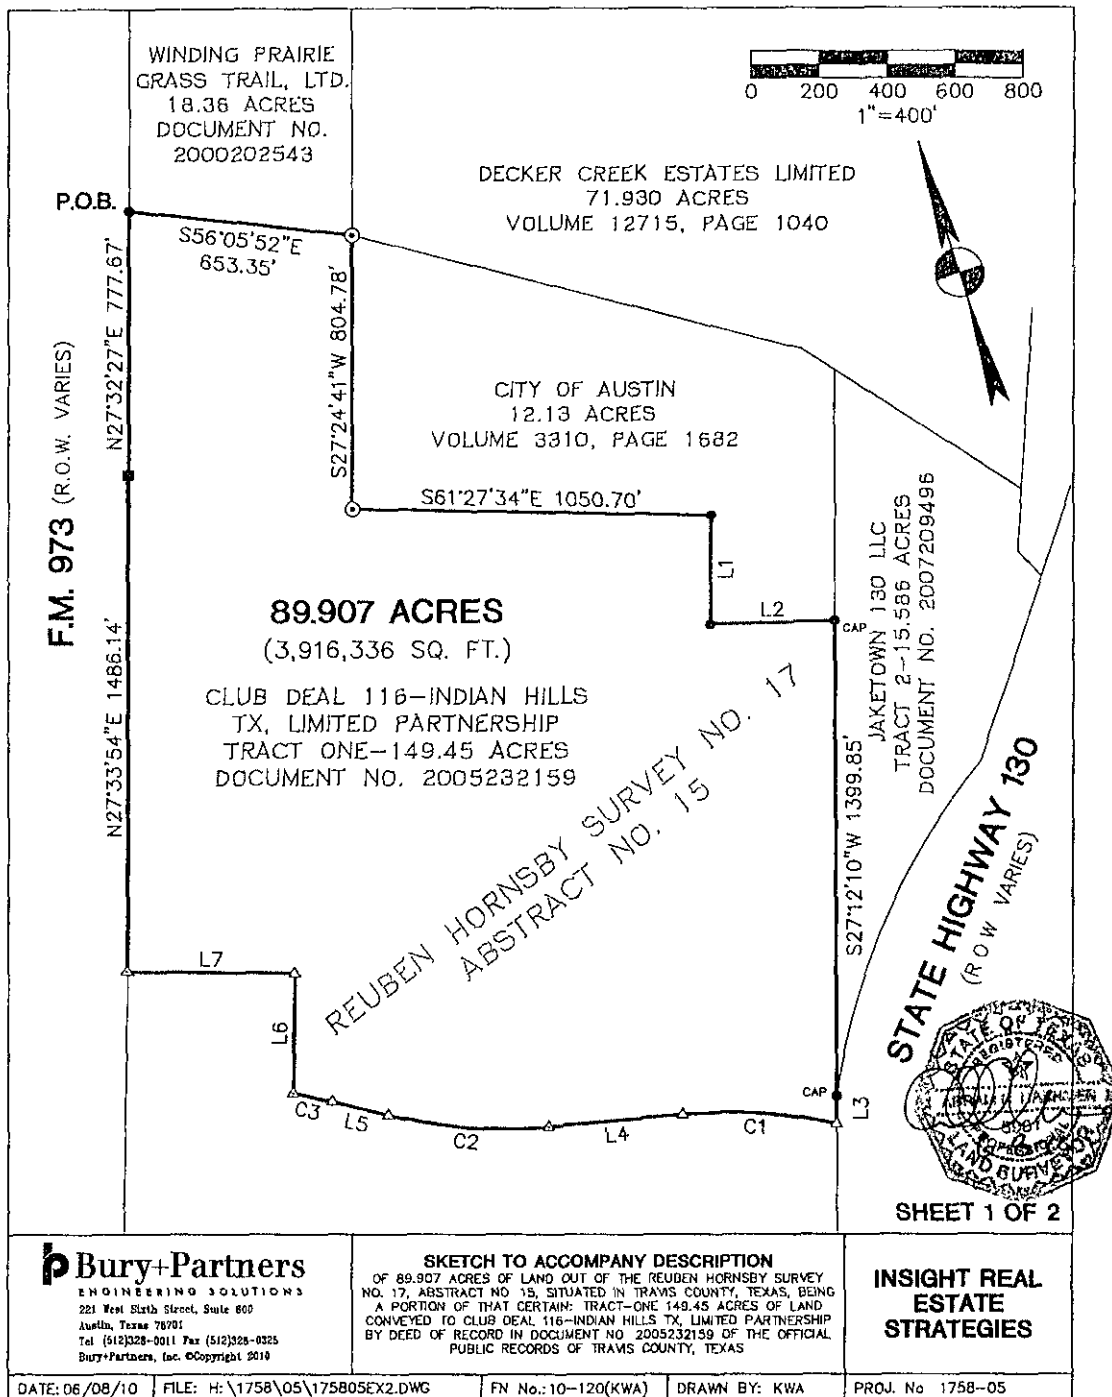 WINDING PRAIRIE
GRASS TRAIL, LTD.
18.36 ACRES
DOCUMENT NO.
2000202543
0 200 400 600 800
1"=400'
DECKER CREEK ESTATES LIMITED
71.930 ACRES
VOLUME 12715, PAGE 1040
P.O.B.
S56°05'52"E
653.35'
N27°32'27"E 777.67'
S27°24'41"W 804.78'
F.M. 973 (R.O.W. VARIES)
CITY OF AUSTIN
12.13 ACRES
VOLUME 3310, PAGE 1682
S61°27'34"E 1050.70'
L1
L2
CAP
JAKETOWN 130 LLC
TRACT 2-15.586 ACRES
DOCUMENT NO. 2007209496
89.907 ACRES
(3,916,336 SQ. FT.)
CLUB DEAL 116-INDIAN HILLS
TX, LIMITED PARTNERSHIP
TRACT ONE-149.45 ACRES
DOCUMENT NO. 2005232159
N27°33'54"E 1486.14'
REUBEN HORNSBY SURVEY NO. 17
ABSTRACT NO. 15
S27°12'10"W 1399.85'
STATE HIGHWAY 130
(ROW VARIES)
L7
L6
C3
L5
C2
L4
C1
CAP
L3
STATE OF TEXAS
REGISTERED
PROFESSIONAL
LAND SURVEYOR
SHEET 1 OF 2
Bury+Partners
ENGINEERING SOLUTIONS
221 West Sixth Street, Suite 600
Austin, Texas 78701
Tel (512)328-0011 Fax (512)328-0325
Bury+Partners, Inc. ©Copyright 2010
SKETCH TO ACCOMPANY DESCRIPTION
OF 89.907 ACRES OF LAND OUT OF THE REUBEN HORNSBY SURVEY
NO. 17, ABSTRACT NO 15, SITUATED IN TRAVIS COUNTY, TEXAS, BEING
A PORTION OF THAT CERTAIN: TRACT-ONE 149.45 ACRES OF LAND
CONVEYED TO CLUB DEAL 116-INDIAN HILLS TX, LIMITED PARTNERSHIP
BY DEED OF RECORD IN DOCUMENT NO 2005232159 OF THE OFFICIAL
PUBLIC RECORDS OF TRAVIS COUNTY, TEXAS
INSIGHT REAL
ESTATE
STRATEGIES
DATE: 06/08/10
FILE: H:\1758\05\175805EX2.DWG
FN No.: 10-120(KWA)
DRAWN BY: KWA
PROJ. No 1758-05